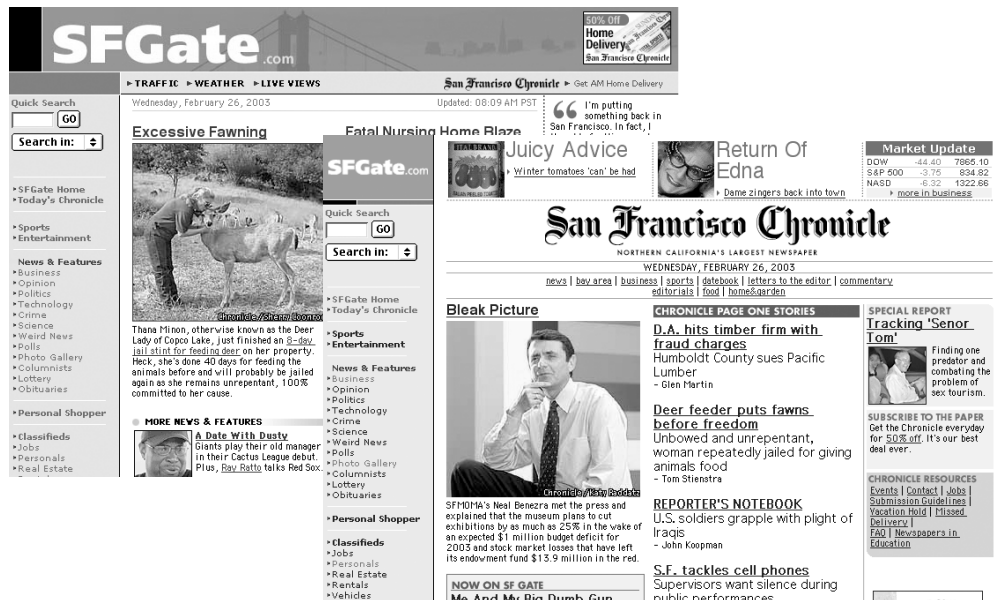 SFGate.com
50% Off
Home
Delivery
San Francisco Chronicle
TRAFFIC WEATHER LIVE VIEWS
San Francisco Chronicle Get AM Home Delivery
Quick Search
GO
Search in:
SFGate Home
Today's Chronicle
Sports
Entertainment
News & Features
Business
Opinion
Politics
Technology
Crime
Science
Weird News
Polls
Photo Gallery
Columnists
Lottery
Obituaries
Personal Shopper
Classifieds
Jobs
Personals
Real Estate
Wednesday, February 26, 2003
Updated: 08:09 AM PST
Excessive Fawning
Fatal Nursing Home Blaze
I'm putting
something back in
San Francisco. In fact, I
Chronicle/Sherry
Thana Minon, otherwise known as the Deer
Lady of Copco Lake, just finished an 8-day
jail stint for feeding deer on her property.
Heck, she's done 40 days for feeding the
animals before and will probably be jailed
again as she remains unrepentant, 100%
committed to her cause.
MORE NEWS & FEATURES
A Date With Dusty
Giants play their old manager
in their Cactus League debut.
Plus, Ray Ratto talks Red Sox.
SFGate.com
Quick Search
GO
Search in:
SFGate Home
Today's Chronicle
Sports
Entertainment
News & Features
Business
Opinion
Politics
Technology
Crime
Science
Weird News
Polls
Photo Gallery
Columnists
Lottery
Obituaries
Personal Shopper
Classifieds
Jobs
Personals
Real Estate
Rentals
Vehicles
Juicy Advice
Winter tomatoes 'can' be had
Return Of
Edna
Dame zingers back into town
Market Update
DOW -44.40 7865.10
S&P 500 -3.75 834.82
NASD -6.32 1322.66
more in business
San Francisco Chronicle
NORTHERN CALIFORNIA'S LARGEST NEWSPAPER
WEDNESDAY, FEBRUARY 26, 2003
news | bay area | business | sports | datebook | letters to the editor | commentary
editorials | food | home&garden
Bleak Picture
Chronicle/Katy Raddatz
SFMOMA's Neal Benezra met the press and
explained that the museum plans to cut
exhibitions by as much as 25% in the wake of
an expected $1 million budget deficit for
2003 and stock market losses that have left
its endowment fund $13.9 million in the red.
NOW ON SF GATE
Me And My Big Dumb Gun
CHRONICLE PAGE ONE STORIES
D.A. hits timber firm with
fraud charges
Humboldt County sues Pacific
Lumber
- Glen Martin
Deer feeder puts fawns
before freedom
Unbowed and unrepentant,
woman repeatedly jailed for giving
animals food
- Tom Stienstra
REPORTER'S NOTEBOOK
U.S. soldiers grapple with plight of
Iraqis
- John Koopman
S.F. tackles cell phones
Supervisors want silence during
public performances
SPECIAL REPORT
Tracking 'Senor
Tom'
Finding one
predator and
combating the
problem of
sex tourism.
SUBSCRIBE TO THE PAPER
Get the Chronicle everyday
for 50% off. It's our best
deal ever.
CHRONICLE RESOURCES
Events | Contact | Jobs |
Submission Guidelines |
Vacation Hold | Missed
Delivery |
FAQ | Newspapers in
Education